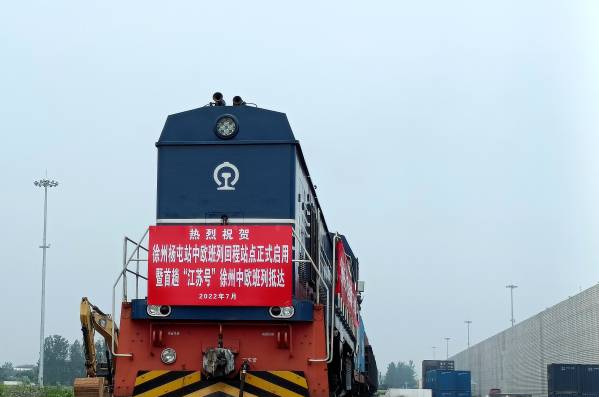 热烈祝贺
徐州杨屯站中欧班列回程站点正式启用
暨首趟“江苏号”徐州中欧班列抵达
2022年7月